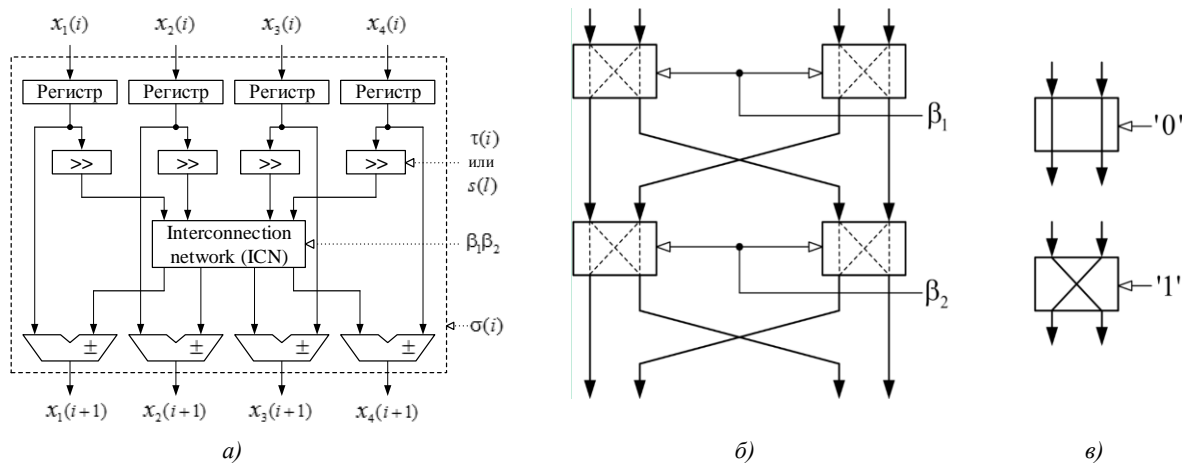 x₁(i) x₂(i) x₃(i) x₄(i)
Регистр Регистр Регистр Регистр
>> >> >> >>
τ(i)
или
s(l)
Interconnection
network (ICN)
β₁β₂
± ± ± ±
σ(i)
x₁(i+1) x₂(i+1) x₃(i+1) x₄(i+1)
а)
β₁
β₂
б)
'0'
'1'
в)